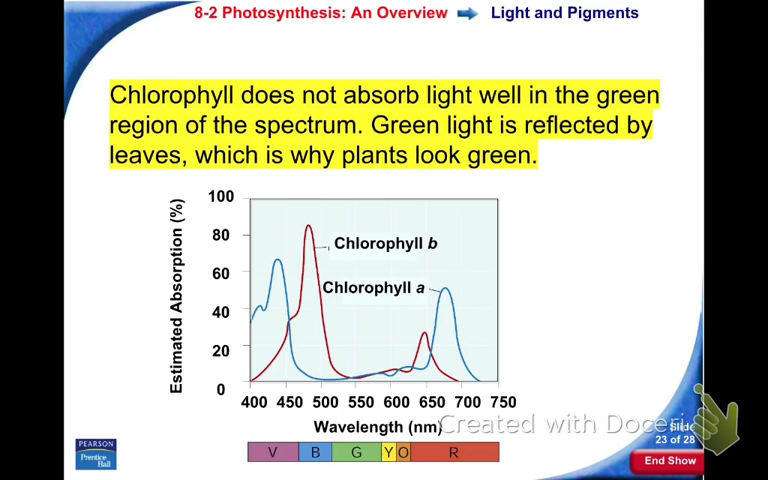 8-2 Photosynthesis: An Overview Light and Pigments
Chlorophyll does not absorb light well in the green
region of the spectrum. Green light is reflected by
leaves, which is why plants look green.
Estimated Absorption (%)
100
80
60
40
20
0
Chlorophyll b
Chlorophyll a
400 450 500 550 600 650 700 750
Wavelength (nm)
V B G Y O R
Created with Doceri
Slide
23 of 28
End Show
PEARSON
Prentice
Hall